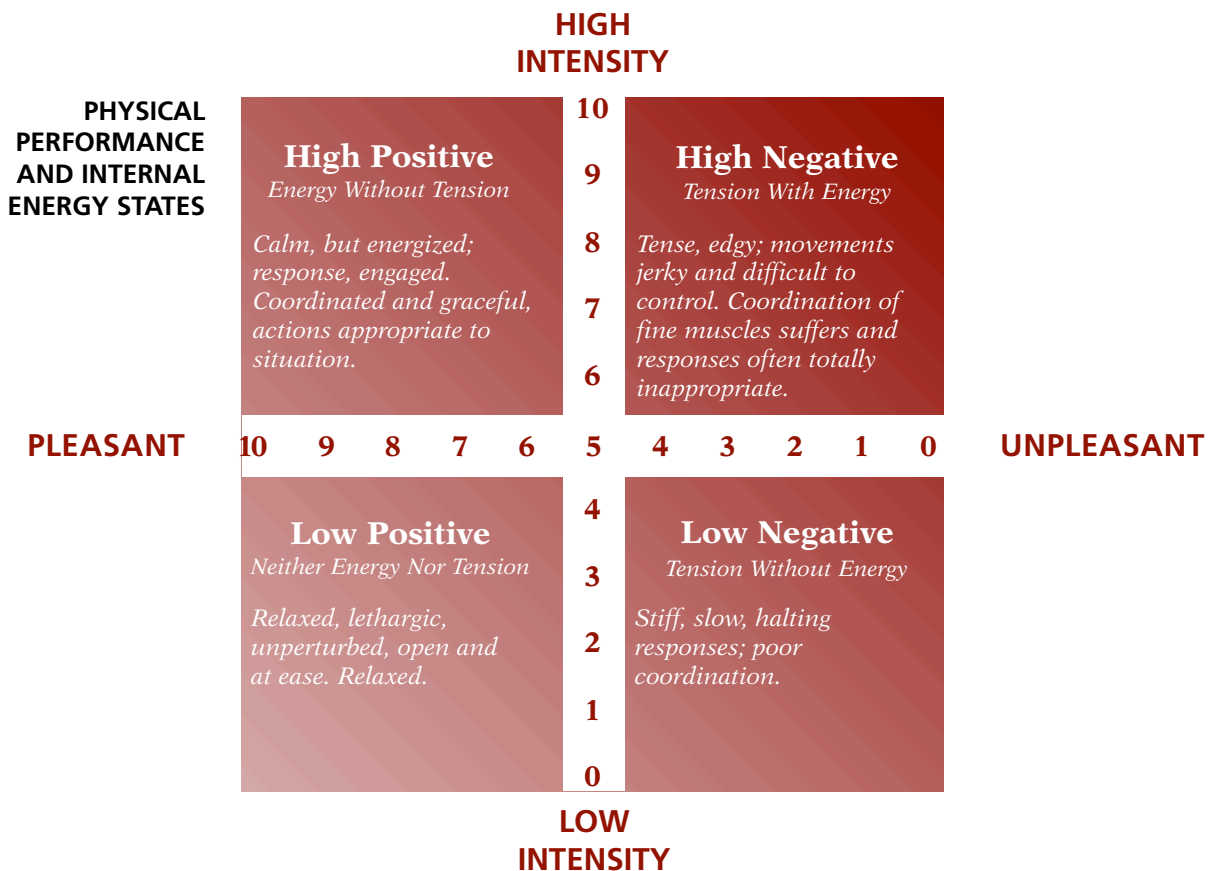 HIGH
INTENSITY
PHYSICAL
PERFORMANCE
AND INTERNAL
ENERGY STATES
High Positive
Energy Without Tension
Calm, but energized;
response, engaged.
Coordinated and graceful,
actions appropriate to
situation.
10
9
8
7
6
High Negative
Tension With Energy
Tense, edgy; movements
jerky and difficult to
control. Coordination of
fine muscles suffers and
responses often totally
inappropriate.
PLEASANT
10 9 8 7 6 5 4 3 2 1 0
UNPLEASANT
Low Positive
Neither Energy Nor Tension
Relaxed, lethargic,
unperturbed, open and
at ease. Relaxed.
4
3
2
1
0
Low Negative
Tension Without Energy
Stiff, slow, halting
responses; poor
coordination.
LOW
INTENSITY